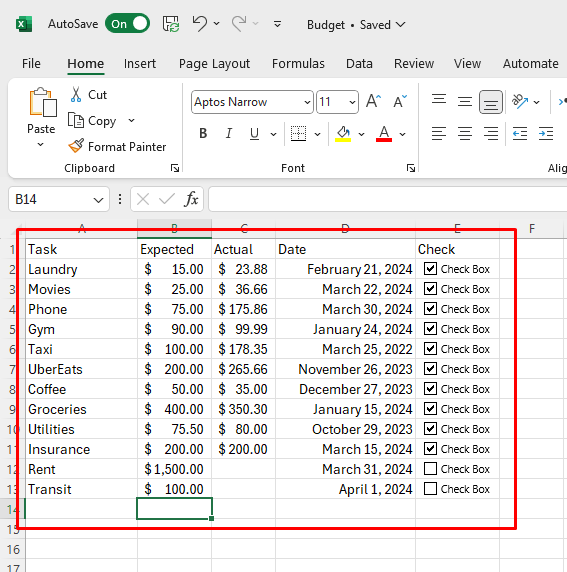 AutoSave On Budget • Saved
File Home Insert Page Layout Formulas Data Review View Automate
Cut
Aptos Narrow 11 A A
Paste Copy
B I U A
Format Painter
Clipboard Font
B14 fx
A B C D E F
1 Task Expected Actual Date Check
2 Laundry $ 15.00 $ 23.88 February 21, 2024 Check Box
3 Movies $ 25.00 $ 36.66 March 22, 2024 Check Box
4 Phone $ 75.00 $ 175.86 March 30, 2024 Check Box
5 Gym $ 90.00 $ 99.99 January 24, 2024 Check Box
6 Taxi $ 100.00 $ 178.35 March 25, 2022 Check Box
7 UberEats $ 200.00 $ 265.66 November 26, 2023 Check Box
8 Coffee $ 50.00 $ 35.00 December 27, 2023 Check Box
9 Groceries $ 400.00 $ 350.30 January 15, 2024 Check Box
10 Utilities $ 75.50 $ 80.00 October 29, 2023 Check Box
11 Insurance $ 200.00 $ 200.00 March 15, 2024 Check Box
12 Rent $ 1,500.00 March 31, 2024 Check Box
13 Transit $ 100.00 April 1, 2024 Check Box
14
15
16
17